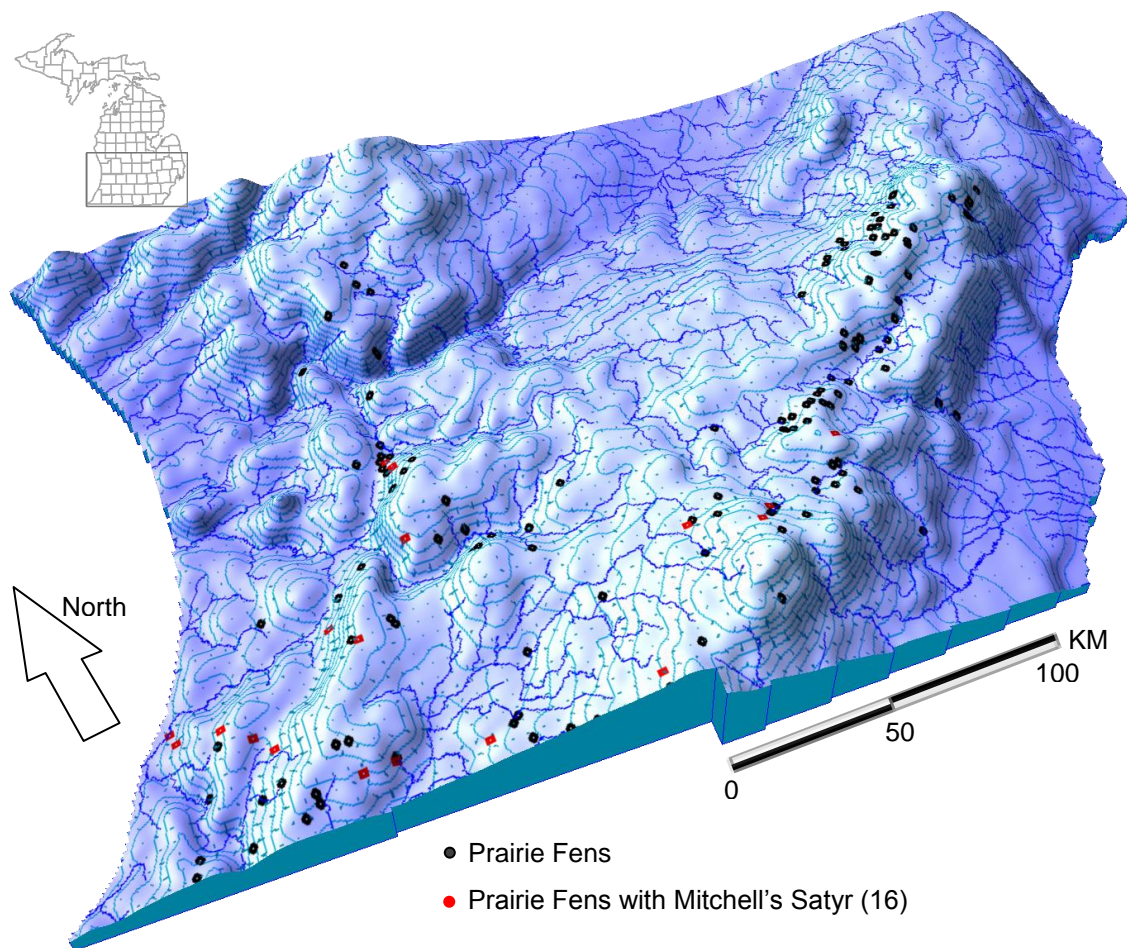 North
KM
100
50
0
Prairie Fens
Prairie Fens with Mitchell's Satyr (16)